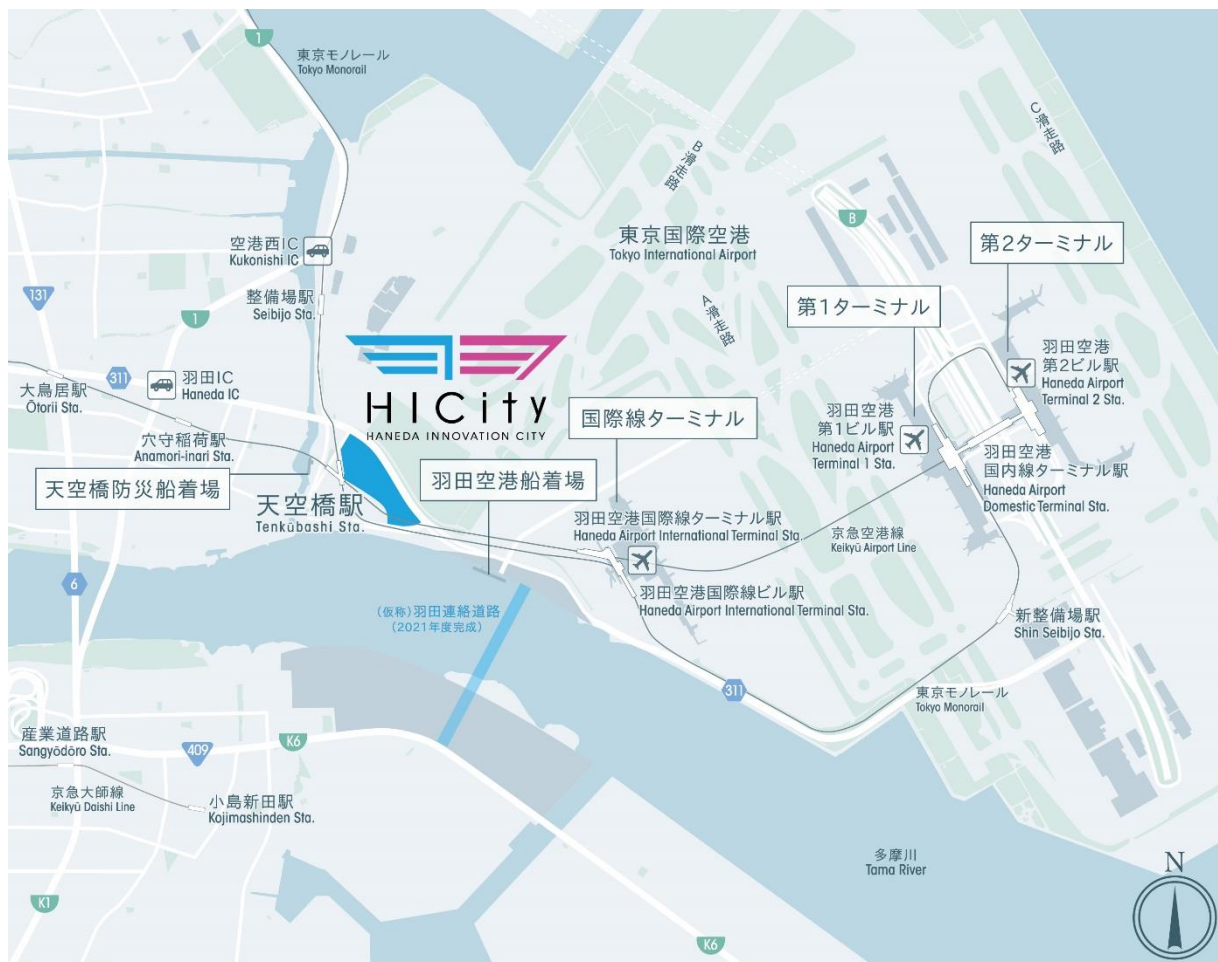 1
東京モノレール
Tokyo Monorail
C滑走路
B滑走路
B
東京国際空港
Tokyo International Airport
第2ターミナル
空港西IC
Kukonishi IC
131
整備場駅
Seibijo Sta.
1
A滑走路
第1ターミナル
HICity
HANEDA INNOVATION CITY
羽田空港
第2ビル駅
Haneda Airport
Terminal 2 Sta.
大鳥居駅
Ōtorii Sta.
311
羽田IC
Haneda IC
国際線ターミナル
羽田空港
第1ビル駅
Haneda Airport
Terminal 1 Sta.
穴守稲荷駅
Anamori-inari Sta.
羽田空港
国内線ターミナル駅
Haneda Airport
Domestic Terminal Sta.
天空橋防災船着場
羽田空港船着場
天空橋駅
Tenkūbashi Sta.
羽田空港国際線ターミナル駅
Haneda Airport International Terminal Sta.
京急空港線
Keikyū Airport Line
6
羽田空港国際線ビル駅
Haneda Airport International Terminal Sta.
(仮称)羽田連絡道路
(2021年度完成)
新整備場駅
Shin Seibijo Sta.
311
東京モノレール
Tokyo Monorail
産業道路駅
Sangyōdōro Sta.
409
K6
京急大師線
Keikyū Daishi Line
小島新田駅
Kojimashinden Sta.
多摩川
Tama River
N
K1
K6